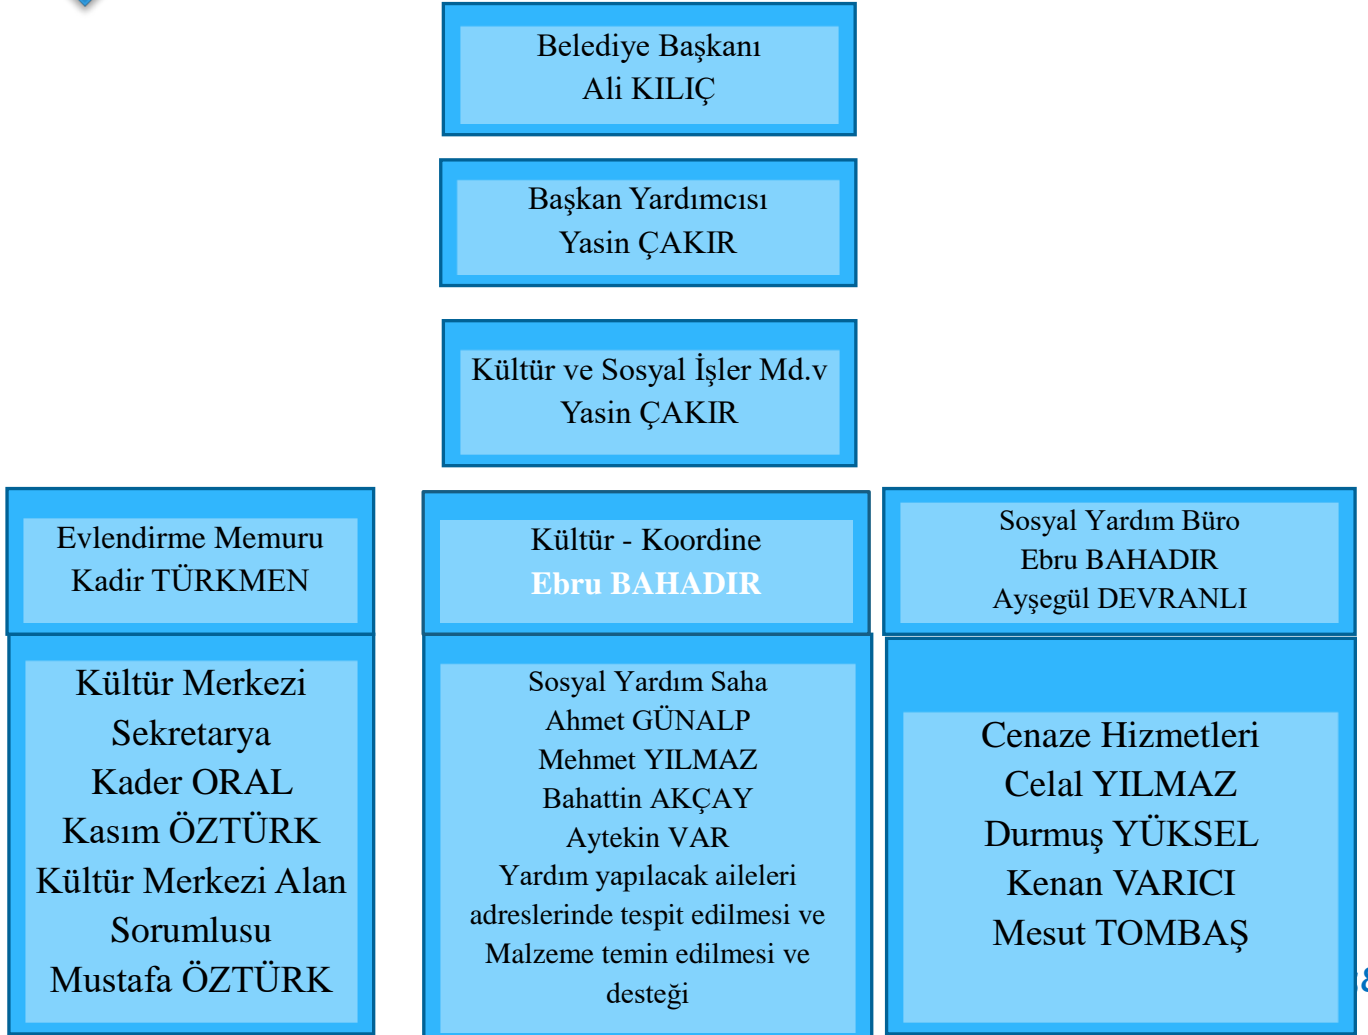 Belediye Başkanı
Ali KILIÇ
Başkan Yardımcısı
Yasin ÇAKIR
Kültür ve Sosyal İşler Md.v
Yasin ÇAKIR
Evlendirme Memuru
Kadir TÜRKMEN
Kültür - Koordine
Ebru BAHADIR
Sosyal Yardım Büro
Ebru BAHADIR
Ayşegül DEVRANLI
Kültür Merkezi
Sekretarya
Kader ORAL
Kasım ÖZTÜRK
Kültür Merkezi Alan
Sorumlusu
Mustafa ÖZTÜRK
Sosyal Yardım Saha
Ahmet GÜNALP
Mehmet YILMAZ
Bahattin AKÇAY
Aytekin VAR
Yardım yapılacak aileleri
adreslerinde tespit edilmesi ve
Malzeme temin edilmesi ve
desteği
Cenaze Hizmetleri
Celal YILMAZ
Durmuş YÜKSEL
Kenan VARICI
Mesut TOMBAŞ